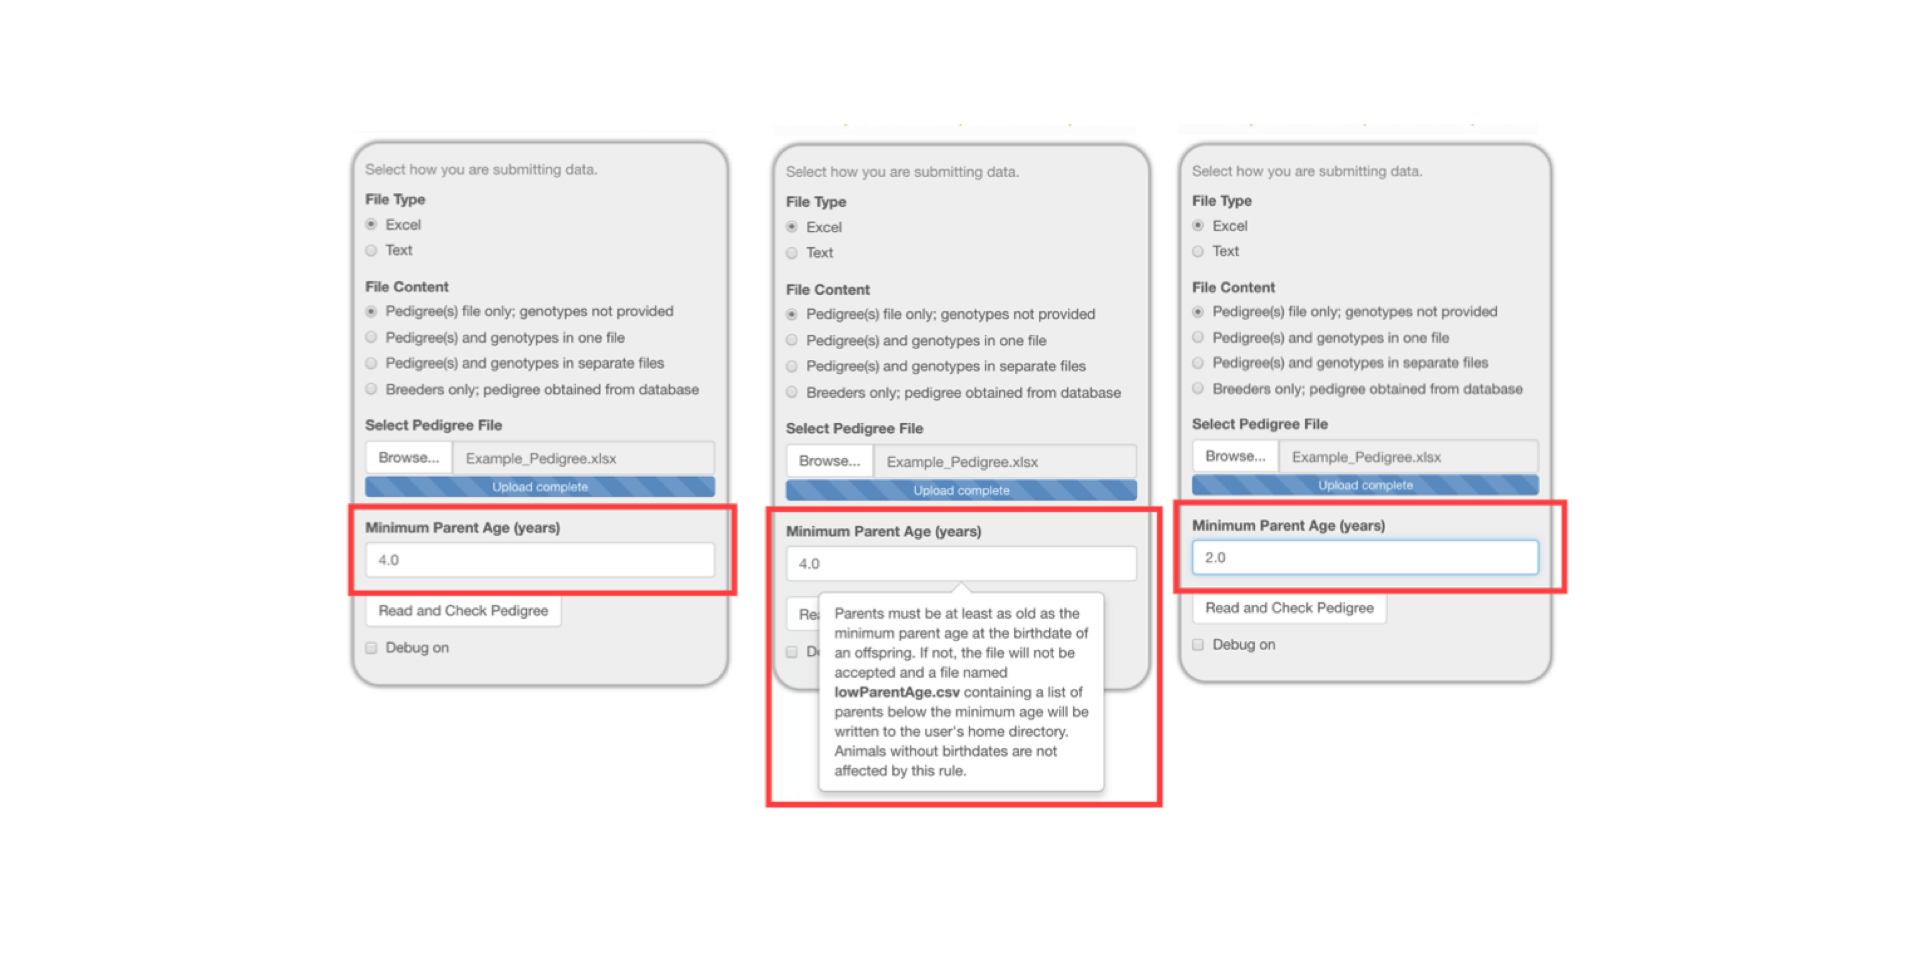 Select how you are submitting data.
File Type
Excel
Text
File Content
Pedigree(s) file only; genotypes not provided
Pedigree(s) and genotypes in one file
Pedigree(s) and genotypes in separate files
Breeders only; pedigree obtained from database
Select Pedigree File
Browse... Example_Pedigree.xlsx
Upload complete
Minimum Parent Age (years)
4.0
Read and Check Pedigree
Debug on
Select how you are submitting data.
File Type
Excel
Text
File Content
Pedigree(s) file only; genotypes not provided
Pedigree(s) and genotypes in one file
Pedigree(s) and genotypes in separate files
Breeders only; pedigree obtained from database
Select Pedigree File
Browse... Example_Pedigree.xlsx
Upload complete
Minimum Parent Age (years)
4.0
Parents must be at least as old as the
minimum parent age at the birthdate of
an offspring. If not, the file will not be
accepted and a file named
lowParentAge.csv containing a list of
parents below the minimum age will be
written to the user's home directory.
Animals without birthdates are not
affected by this rule.
Select how you are submitting data.
File Type
Excel
Text
File Content
Pedigree(s) file only; genotypes not provided
Pedigree(s) and genotypes in one file
Pedigree(s) and genotypes in separate files
Breeders only; pedigree obtained from database
Select Pedigree File
Browse... Example_Pedigree.xlsx
Upload complete
Minimum Parent Age (years)
2.0
Read and Check Pedigree
Debug on